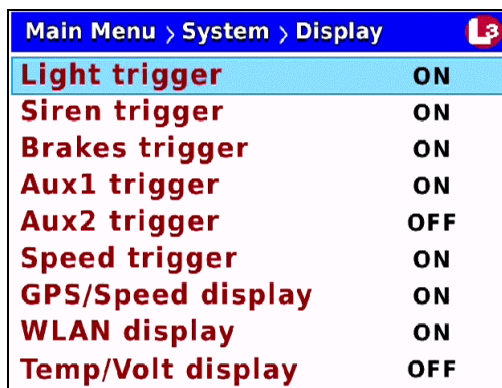 Main Menu > System > Display L3
Light trigger ON
Siren trigger ON
Brakes trigger ON
Aux1 trigger ON
Aux2 trigger OFF
Speed trigger ON
GPS/Speed display ON
WLAN display ON
Temp/Volt display OFF